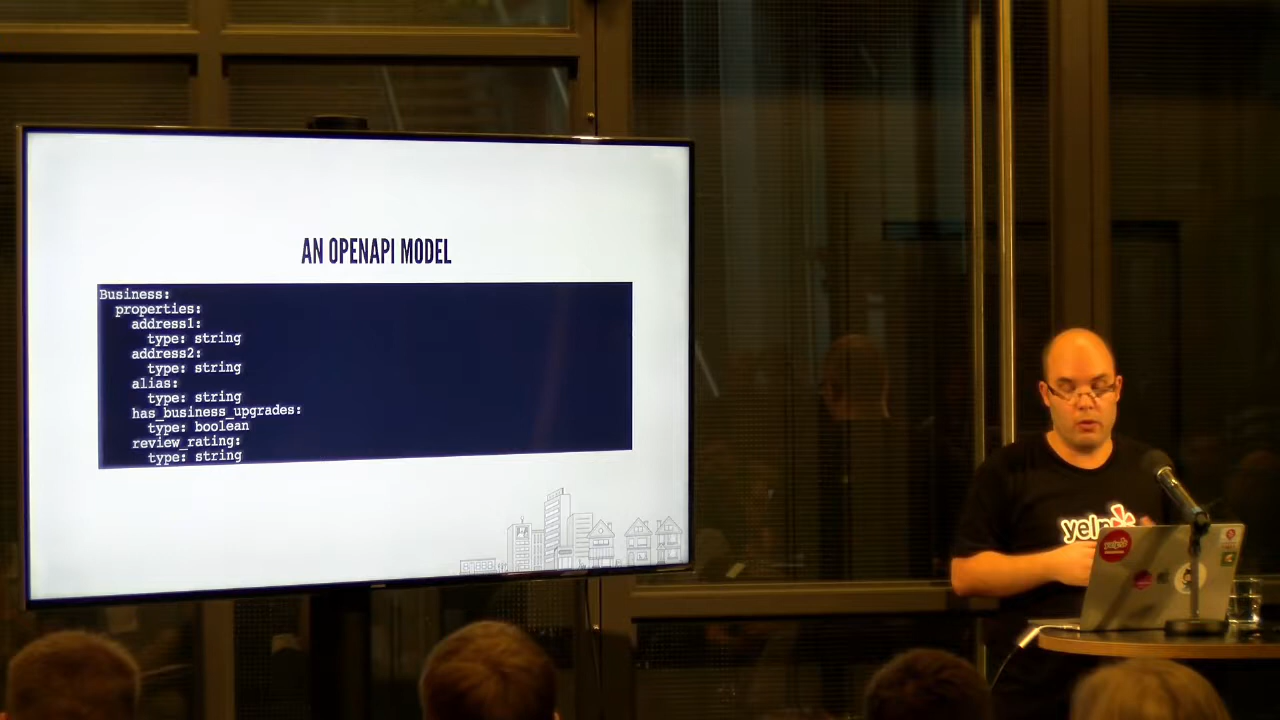 AN OPENAPI MODEL
Business:
  properties:
    address1:
      type: string
    address2:
      type: string
    alias:
      type: string
    has_business_upgrades:
      type: boolean
    review_rating:
      type: string
yelp